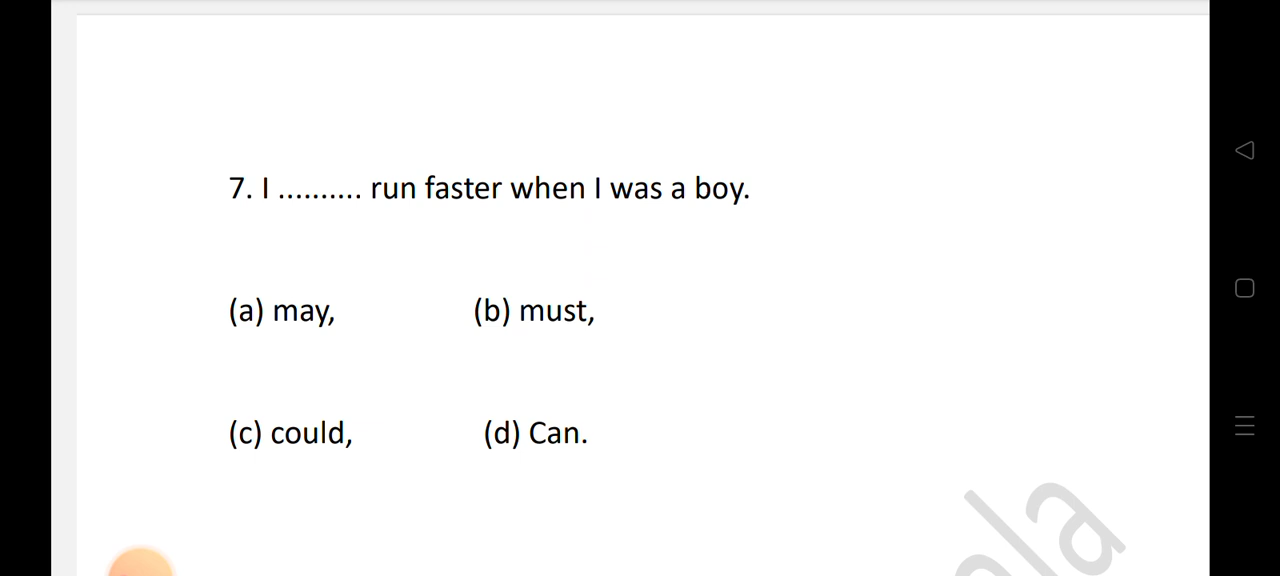 7. I .......... run faster when I was a boy.
(a) may, (b) must,
(c) could, (d) Can.